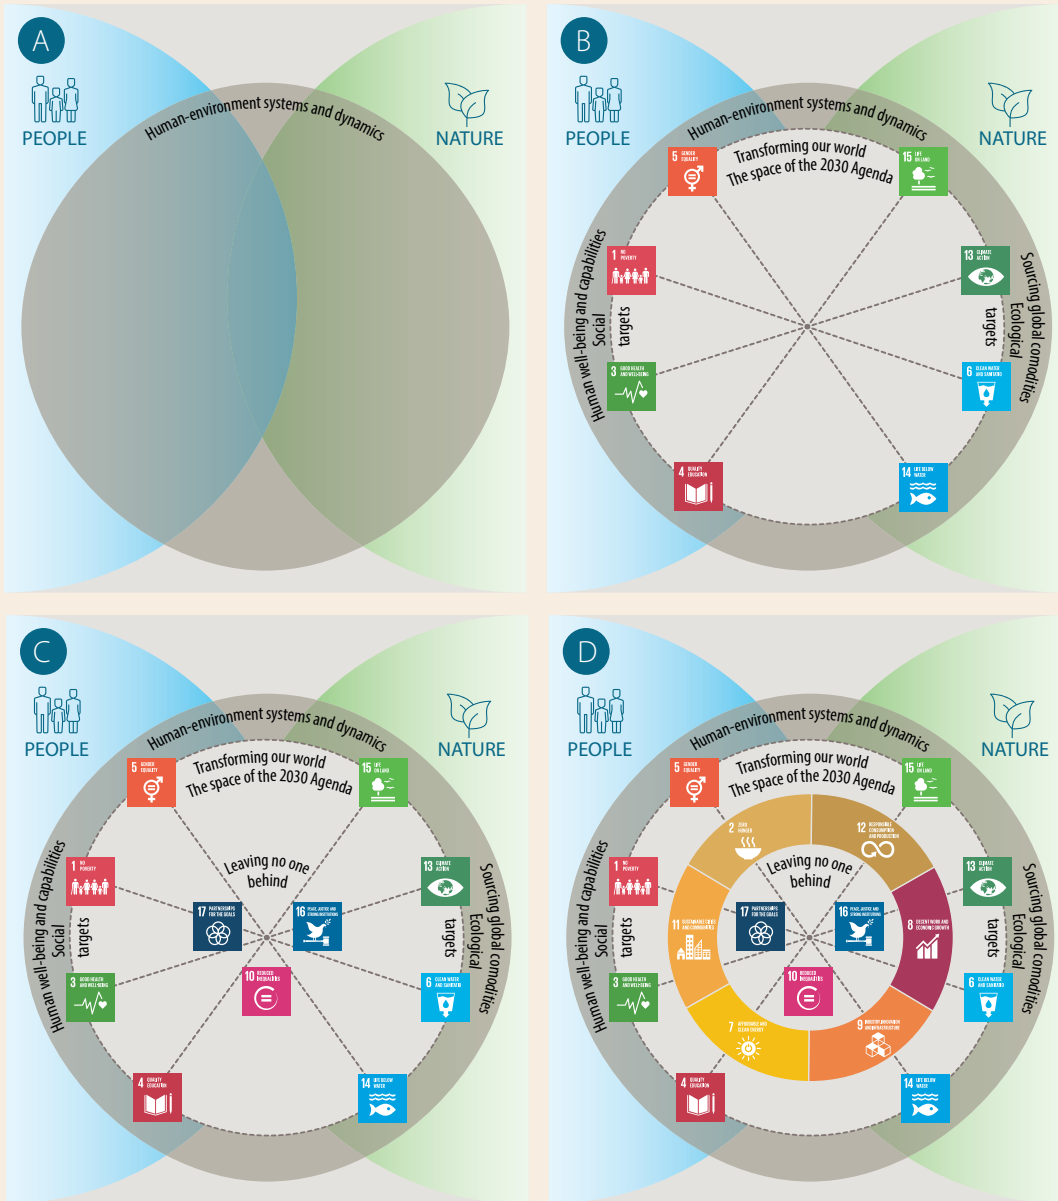 A
PEOPLE
NATURE
Human-environment systems and dynamics
B
PEOPLE
NATURE
Human-environment systems and dynamics
Transforming our world
The space of the 2030 Agenda
5 GENDER
EQUALITY
15 LIFE
ON LAND
1 NO
POVERTY
13 CLIMATE
ACTION
Human well-being and capabilities
Social
targets
targets
Ecological
Sourcing global comodities
3 GOOD HEALTH
AND WELL-BEING
6 CLEAN WATER
AND SANITATIO
4 QUALITY
EDUCATION
14 LIFE BELOW
WATER
C
PEOPLE
NATURE
Human-environment systems and dynamics
Transforming our world
The space of the 2030 Agenda
5 GENDER
EQUALITY
15 LIFE
ON LAND
Leaving no one
behind
1 NO
POVERTY
13 CLIMATE
ACTION
17 PARTNERSHIPS
FOR THE GOALS
16 PEACE, JUSTICE AND
STRONG INSTITUTIONS
Human well-being and capabilities
Social
targets
targets
Ecological
Sourcing global commodities
10 REDUCED
INEQUALITIES
3 GOOD HEALTH
AND WELL-BEING
6 CLEAN WATER
AND SANITATIO
4 QUALITY
EDUCATION
14 LIFE BELOW
WATER
D
PEOPLE
NATURE
Human-environment systems and dynamics
Transforming our world
The space of the 2030 Agenda
5 GENDER
EQUALITY
15 LIFE
ON LAND
2 ZERO
HUNGER
12 RESPONSIBLE
CONSUMPTION
AND PRODUCTION
Leaving no one
behind
1 NO
POVERTY
13 CLIMATE
ACTION
17 PARTNERSHIPS
FOR THE GOALS
16 PEACE, JUSTICE AND
STRONG INSTITUTIONS
11 SUSTAINABLE CITIES
AND COMMUNITIES
8 DECENT WORK AND
ECONOMIC GROWTH
Human well-being and capabilities
Social
targets
targets
Ecological
Sourcing global commodities
10 REDUCED
INEQUALITIES
3 GOOD HEALTH
AND WELL-BEING
6 CLEAN WATER
AND SANITATIO
7 AFFORDABLE AND
CLEAN ENERGY
9 INDUSTRY, INNOVATION
AND INFRASTRUCTURE
4 QUALITY
EDUCATION
14 LIFE BELOW
WATER